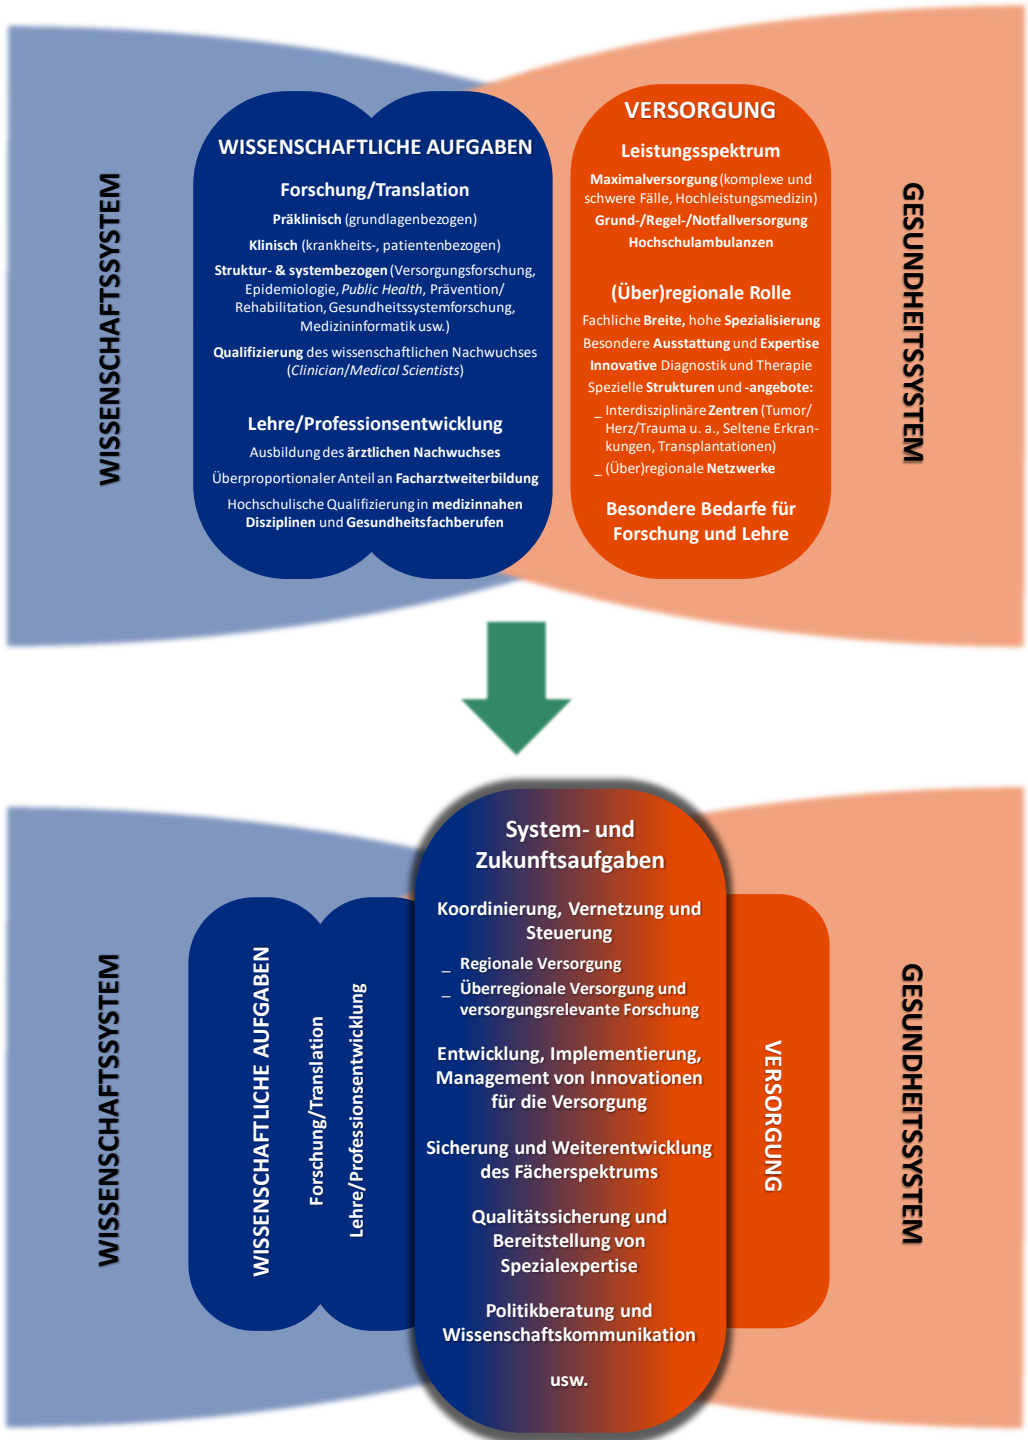 WISSENSCHAFTSSYSTEM
WISSENSCHAFTLICHE AUFGABEN
Forschung/Translation
Präklinisch (grundlagenbezogen)
Klinisch (krankheits-, patientenbezogen)
Struktur- & systembezogen (Versorgungsforschung,
Epidemiologie, Public Health, Prävention/
Rehabilitation, Gesundheitssystemforschung,
Medizininformatik usw.)
Qualifizierung des wissenschaftlichen Nachwuchses
(Clinician/Medical Scientists)
Lehre/Professionsentwicklung
Ausbildung des ärztlichen Nachwuchses
Überproportionaler Anteil an Facharztweiterbildung
Hochschulische Qualifizierung in medizinnahen
Disziplinen und Gesundheitsfachberufen
VERSORGUNG
Leistungsspektrum
Maximalversorgung (komplexe und
schwere Fälle, Hochleistungsmedizin)
Grund-/Regel-/Notfallversorgung
Hochschulambulanzen
(Über)regionale Rolle
Fachliche Breite, hohe Spezialisierung
Besondere Ausstattung und Expertise
Innovative Diagnostik und Therapie
Spezielle Strukturen und -angebote:
_ Interdisziplinäre Zentren (Tumor/
Herz/Trauma u. a., Seltene Erkran-
kungen, Transplantationen)
_ (Über)regionale Netzwerke
Besondere Bedarfe für
Forschung und Lehre
GESUNDHEITSSYSTEM
WISSENSCHAFTSSYSTEM
WISSENSCHAFTLICHE AUFGABEN
Forschung/Translation
Lehre/Professionsentwicklung
System- und
Zukunftsaufgaben
Koordinierung, Vernetzung und
Steuerung
_ Regionale Versorgung
_ Überregionale Versorgung und
versorgungsrelevante Forschung
Entwicklung, Implementierung,
Management von Innovationen
für die Versorgung
Sicherung und Weiterentwicklung
des Fächerspektrums
Qualitätssicherung und
Bereitstellung von
Spezialexpertise
Politikberatung und
Wissenschaftskommunikation
usw.
VERSORGUNG
GESUNDHEITSSYSTEM